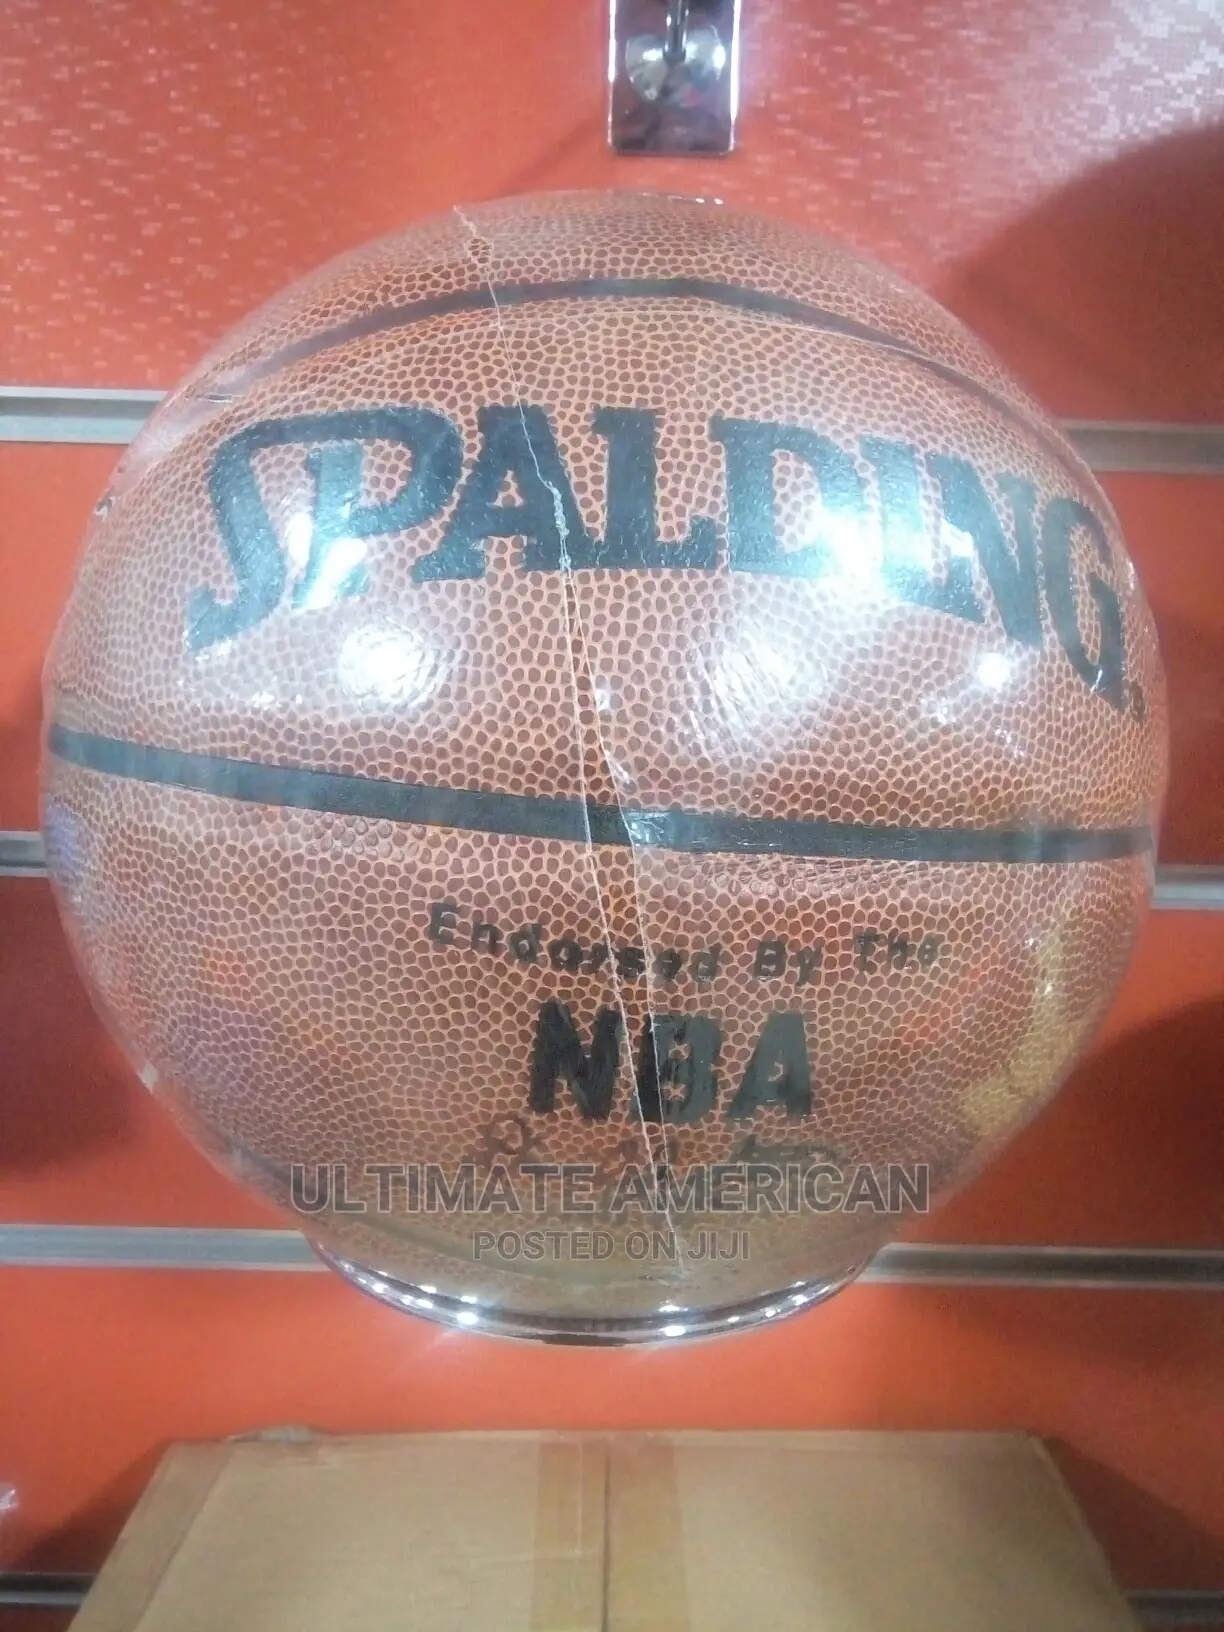 SPALDING
Endorsed By The
NBA
ULTIMATE AMERICAN
POSTED ON JIJI